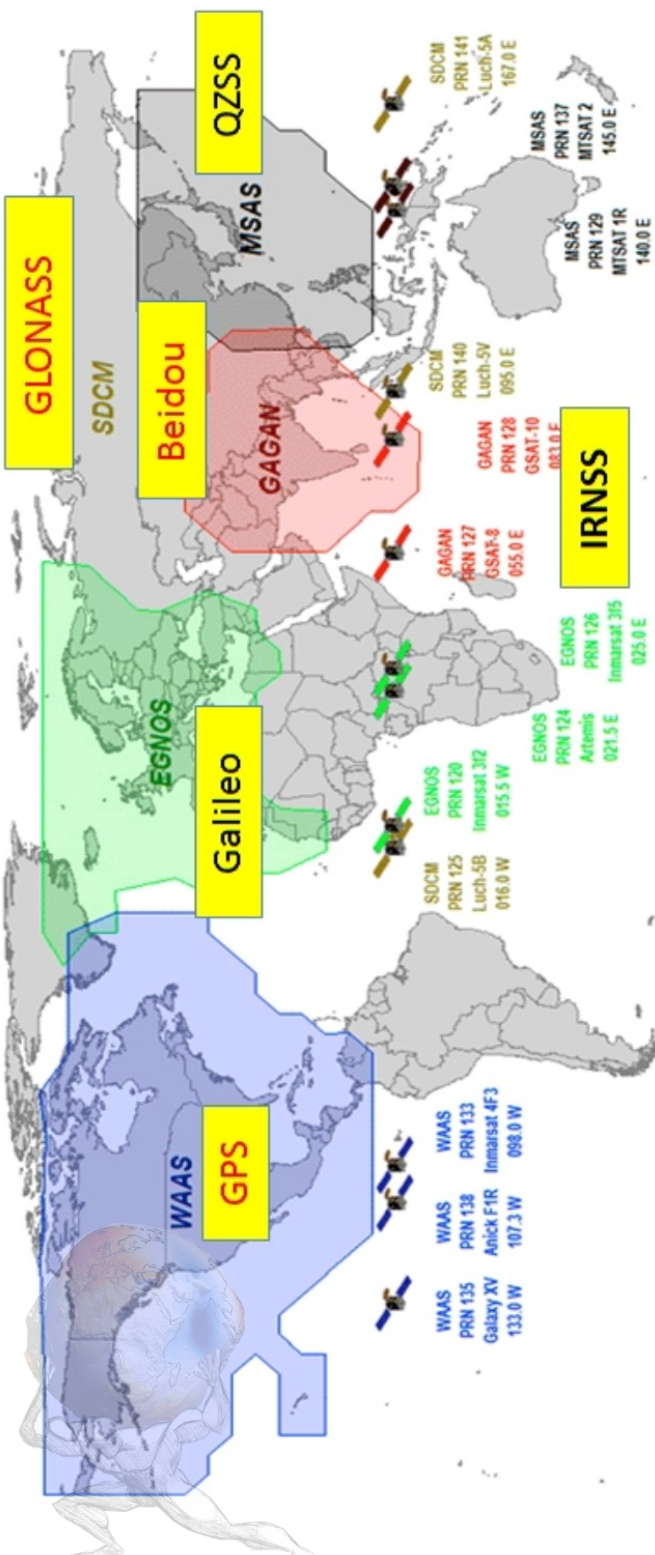 GLONASS
QZSS
SDCM
Beidou
MSAS
GAGAN
EGNOS
Galileo
WAAS
GPS
IRNSS
WAAS
PRN 135
Galaxy XV
133.0 W
WAAS
PRN 138
Anick F1R
107.3 W
WAAS
PRN 133
Inmarsat 4F3
098.0 W
SDCM
PRN 125
Luch-5B
016.0 W
EGNOS
PRN 120
Inmarsat 3f2
015.5 W
EGNOS
PRN 124
Artemis
021.5 E
EGNOS
PRN 126
Inmarsat 3f5
025.0 E
GAGAN
PRN 127
GSAT-8
055.0 E
GAGAN
PRN 128
GSAT-10
083.0 E
SDCM
PRN 140
Luch-5V
095.0 E
MSAS
PRN 129
MTSAT 1R
140.0 E
MSAS
PRN 137
MTSAT 2
145.0 E
SDCM
PRN 141
Luch-5A
167.0 E